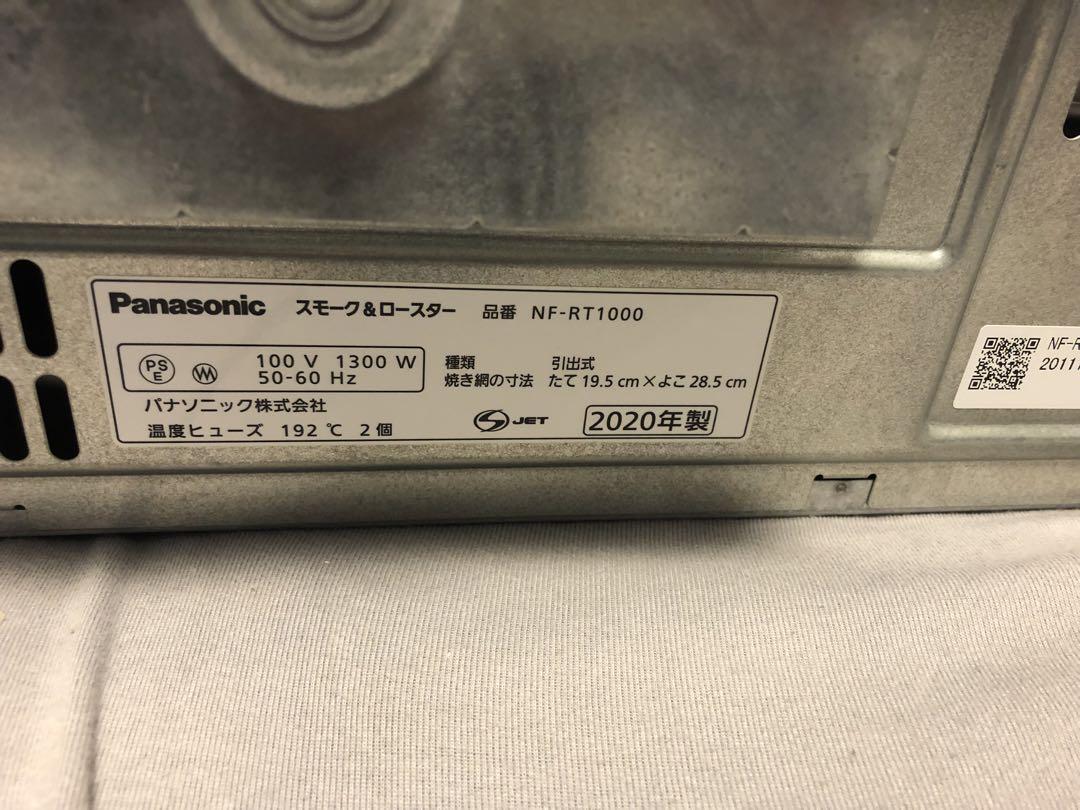 Panasonic スモーク&ロースター 品番 NF-RT1000
PS E 100 V 1300 W
50-60 Hz
種類 引出式
焼き網の寸法 たて 19.5 cm×よこ 28.5 cm
パナソニック株式会社
温度ヒューズ 192 ℃ 2 個
S JET 2020年製
NF-R
2011